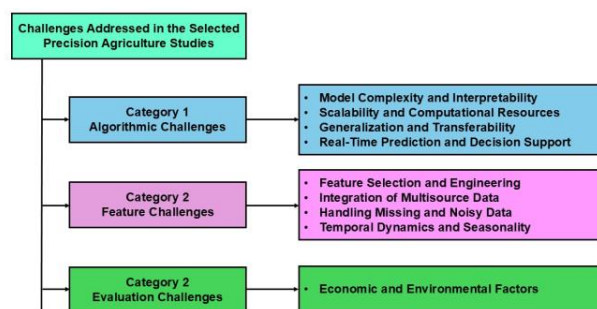 Challenges Addressed in the Selected
Precision Agriculture Studies
Category 1
Algorithmic Challenges
• Model Complexity and Interpretability
• Scalability and Computational Resources
• Generalization and Transferability
• Real-Time Prediction and Decision Support
Category 2
Feature Challenges
• Feature Selection and Engineering
• Integration of Multisource Data
• Handling Missing and Noisy Data
• Temporal Dynamics and Seasonality
Category 2
Evaluation Challenges
• Economic and Environmental Factors